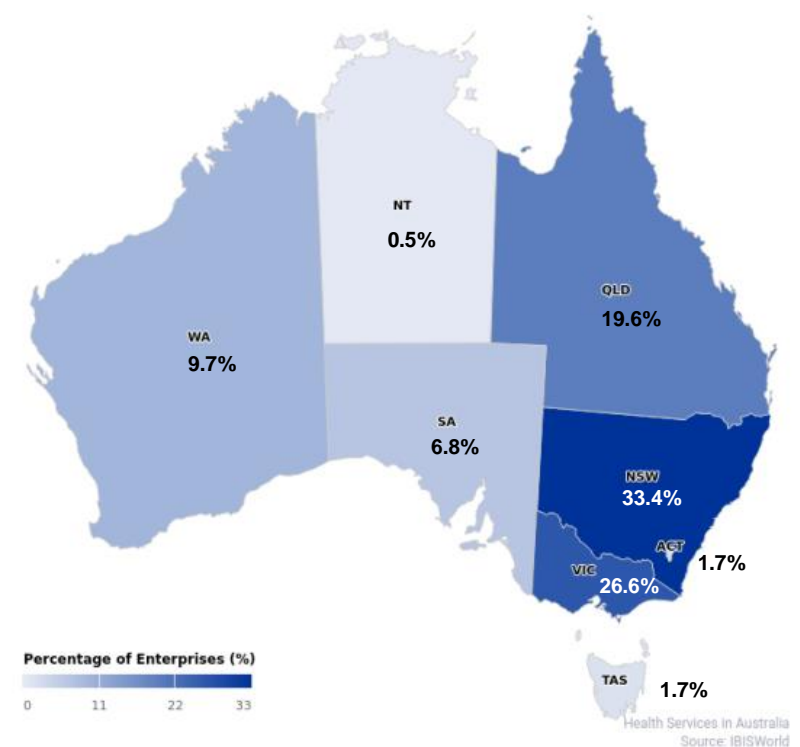 NT
0.5%
QLD
19.6%
WA
9.7%
SA
6.8%
NSW
33.4%
ACT
1.7%
VIC
26.6%
TAS
1.7%
Percentage of Enterprises (%)
0 11 22 33
Health Services in Australia
Source: IBISWorld